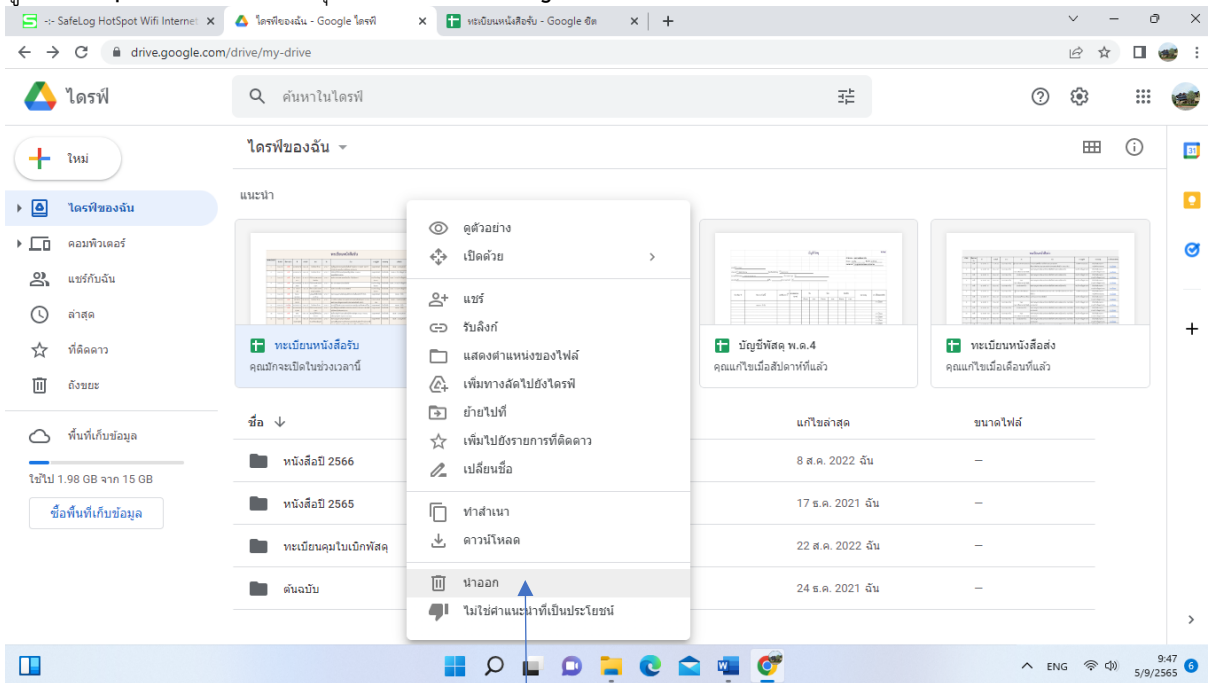 -:- SafeLog HotSpot Wifi Internet
ไดรฟ์ของฉัน - Google ไดรฟ์
ทะเบียนหนังสือรับ - Google ชีต
drive.google.com/drive/my-drive
ไดรฟ์
ค้นหาในไดรฟ์
ใหม่
ไดรฟ์ของฉัน
คอมพิวเตอร์
แชร์กับฉัน
ล่าสุด
ที่ติดดาว
ถังขยะ
พื้นที่เก็บข้อมูล
ใช้ไป 1.98 GB จาก 15 GB
ซื้อพื้นที่เก็บข้อมูล
ไดรฟ์ของฉัน
แนะนำ
ทะเบียนหนังสือรับ
คุณมักจะเปิดในช่วงเวลานี้
บัญชีพัสดุ พ.ด.4
คุณแก้ไขเมื่อสัปดาห์ที่แล้ว
ทะเบียนหนังสือส่ง
คุณแก้ไขเมื่อเดือนที่แล้ว
ดูตัวอย่าง
เปิดด้วย
แชร์
รับลิงก์
แสดงตำแหน่งของไฟล์
เพิ่มทางลัดไปยังไดรฟ์
ย้ายไปที่
เพิ่มไปยังรายการที่ติดดาว
เปลี่ยนชื่อ
ทำสำเนา
ดาวน์โหลด
นำออก
ไม่ใช่คำแนะนำที่เป็นประโยชน์
ชื่อ แก้ไขล่าสุด ขนาดไฟล์
หนังสือปี 2566 8 ส.ค. 2022 ฉัน –
หนังสือปี 2565 17 ธ.ค. 2021 ฉัน –
ทะเบียนคุมใบเบิกพัสดุ 22 ส.ค. 2022 ฉัน –
ต้นฉบับ 24 ธ.ค. 2021 ฉัน –
31
ENG
9:47
5/9/2565
6